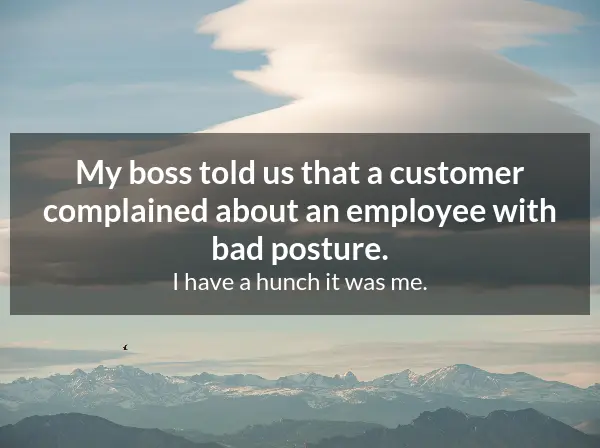 My boss told us that a customer
complained about an employee with
bad posture.
I have a hunch it was me.